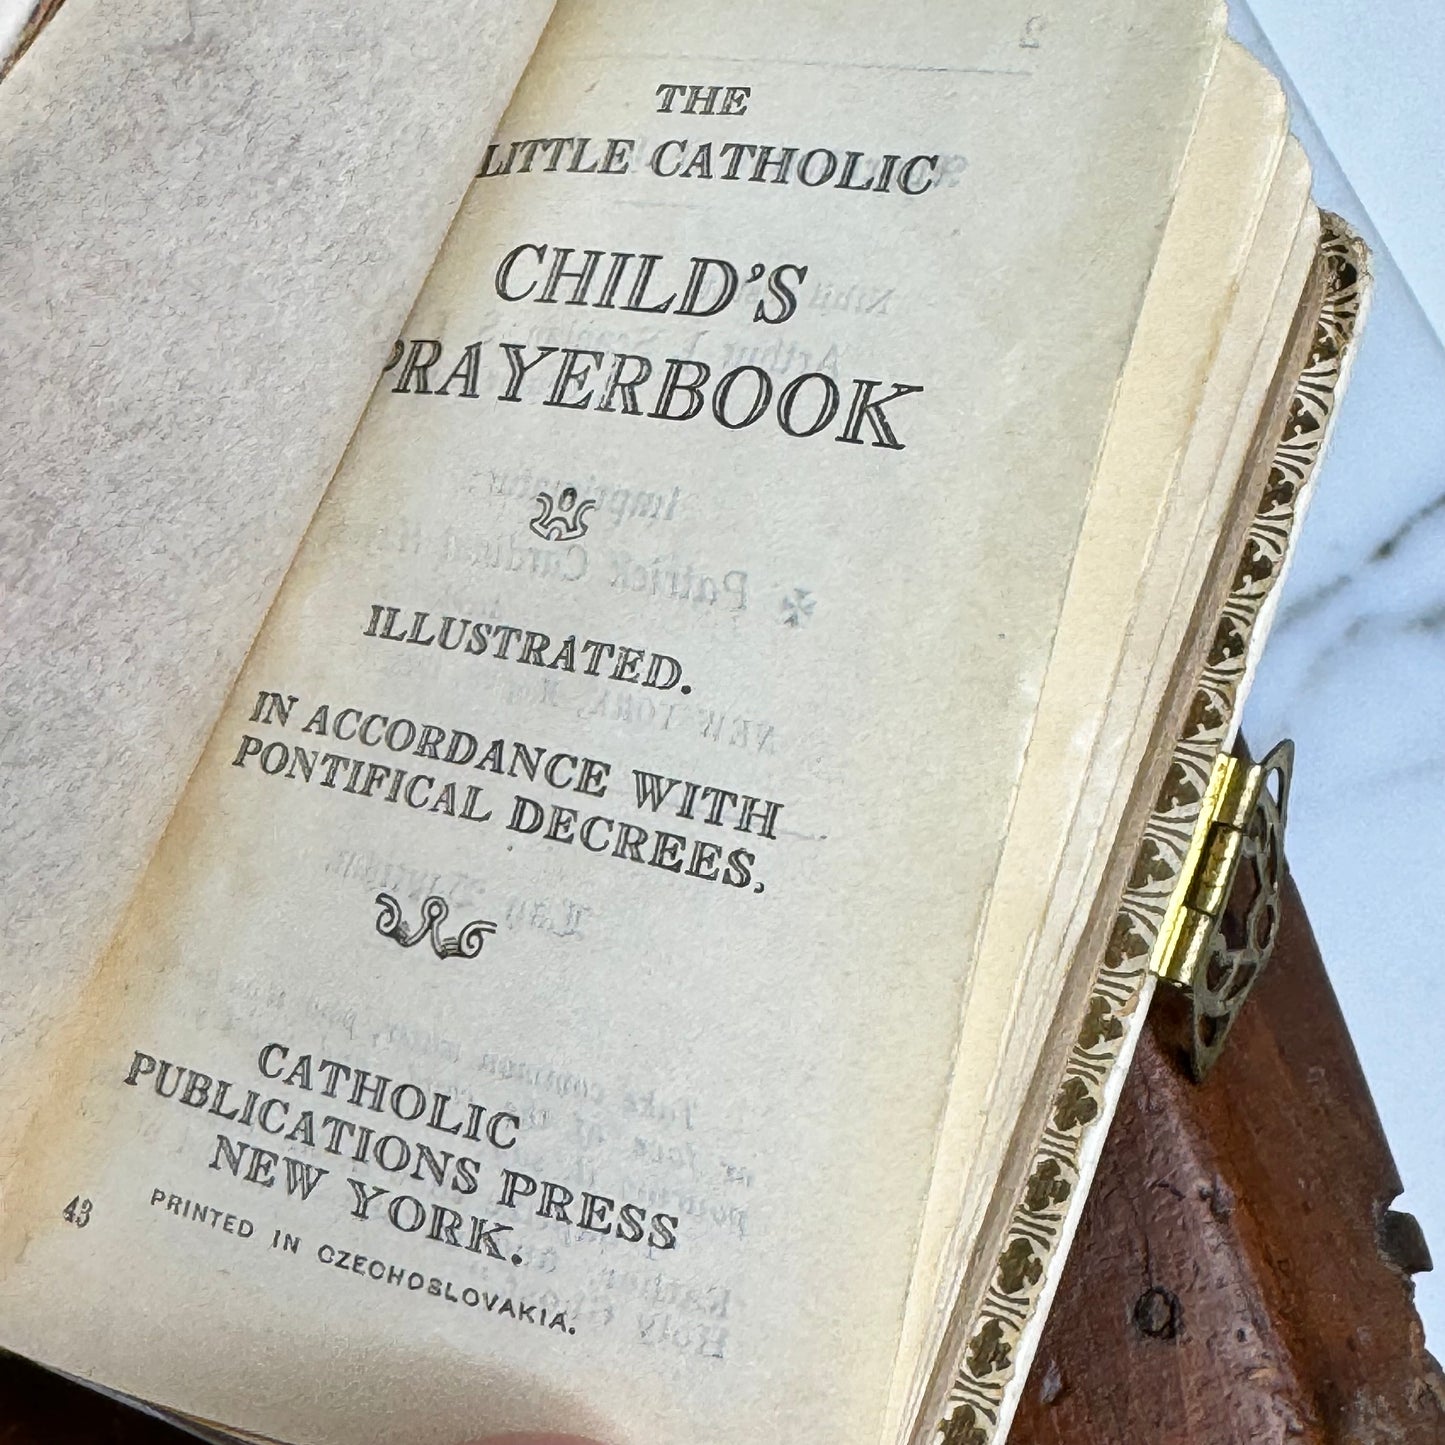 THE
LITTLE CATHOLIC
CHILD'S
PRAYERBOOK
ILLUSTRATED.
IN ACCORDANCE WITH
PONTIFICAL DECREES.
CATHOLIC
PUBLICATIONS PRESS
NEW YORK.
43
PRINTED IN CZECHOSLOVAKIA.